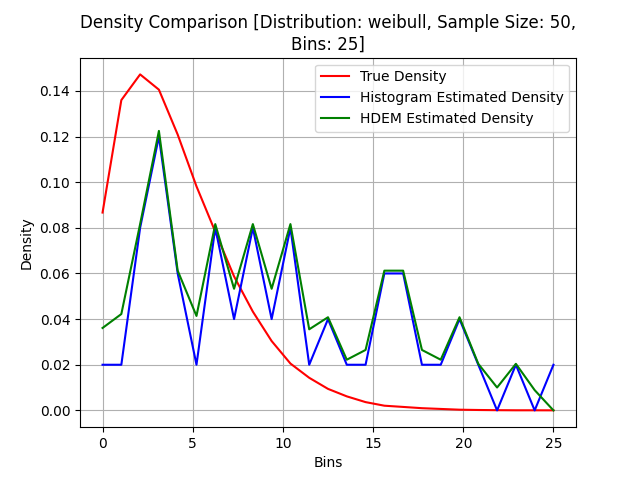 Density Comparison [Distribution: weibull, Sample Size: 50,
Bins: 25]
True Density
Histogram Estimated Density
HDEM Estimated Density
Density
0.14
0.12
0.10
0.08
0.06
0.04
0.02
0.00
0 5 10 15 20 25
Bins